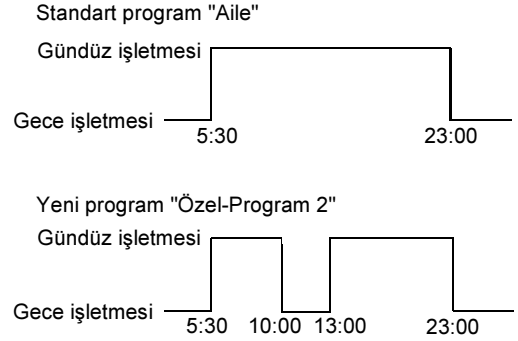 Standart program "Aile"
Gündüz işletmesi
Gece işletmesi
5:30 23:00
Yeni program "Özel-Program 2"
Gündüz işletmesi
Gece işletmesi
5:30 10:00 13:00 23:00